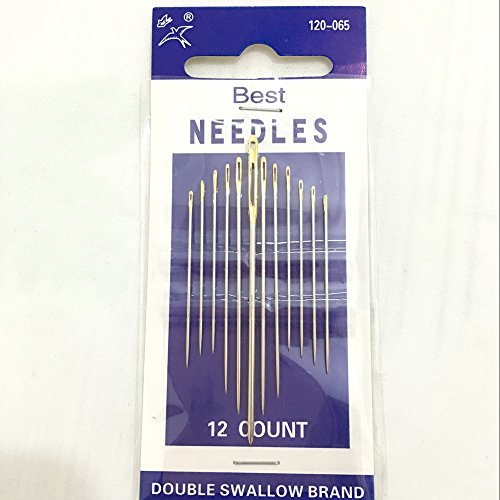 ® 120-065
Best
NEEDLES
12 COUNT
DOUBLE SWALLOW BRAND